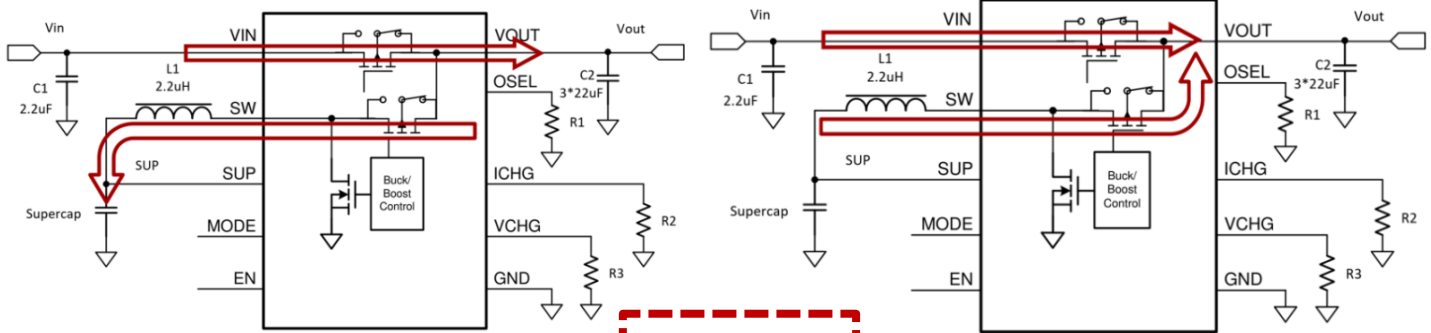 Vin
VIN
VOUT
Vout
C1
2.2uF
L1
2.2uH
SW
OSEL
C2
3*22uF
R1
SUP
SUP
Supercap
Buck/
Boost
Control
ICHG
R2
MODE
VCHG
R3
EN
GND
Vin
VIN
VOUT
Vout
C1
2.2uF
L1
2.2uH
SW
OSEL
C2
3*22uF
R1
SUP
SUP
Supercap
Buck/
Boost
Control
ICHG
R2
MODE
VCHG
R3
EN
GND